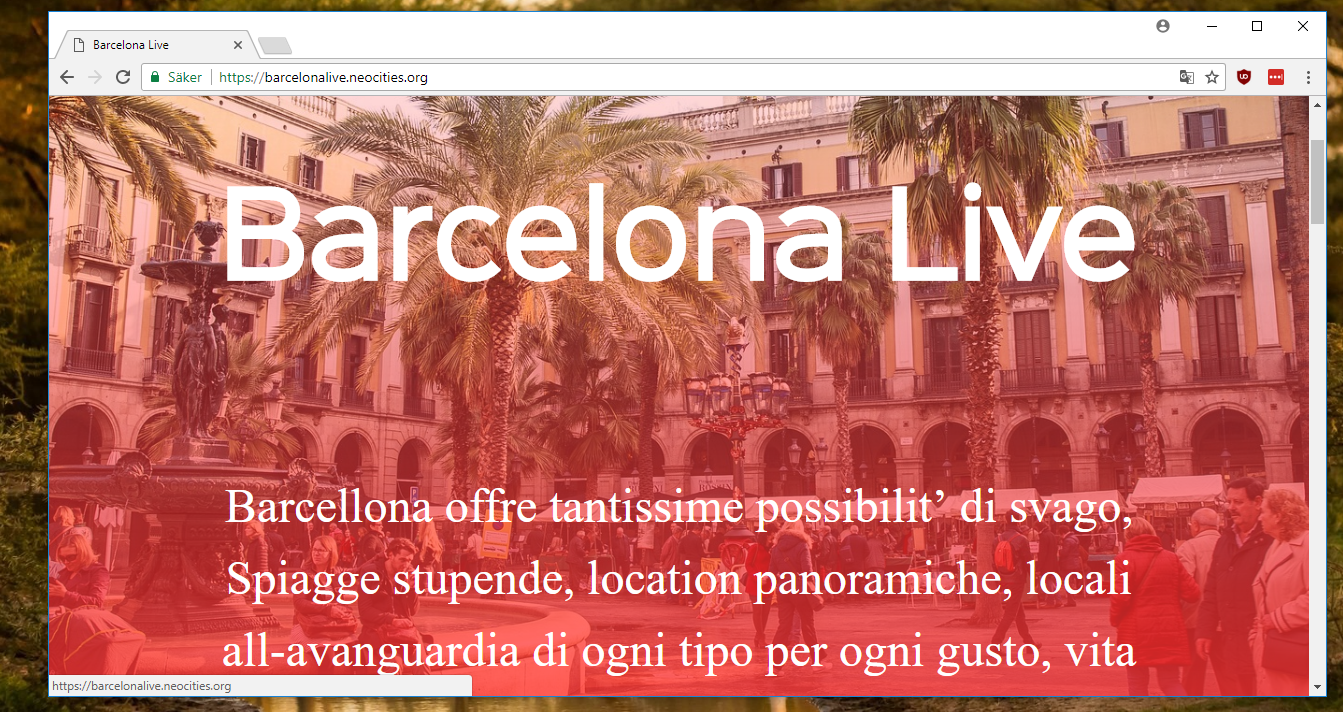 Barcelona Live
Säker
https://barcelonalive.neocities.org
Barcelona Live
Barcellona offre tantissime possibilit’ di svago,
Spiagge stupende, location panoramiche, locali
all-avanguardia di ogni tipo per ogni gusto, vita
https://barcelonalive.neocities.org